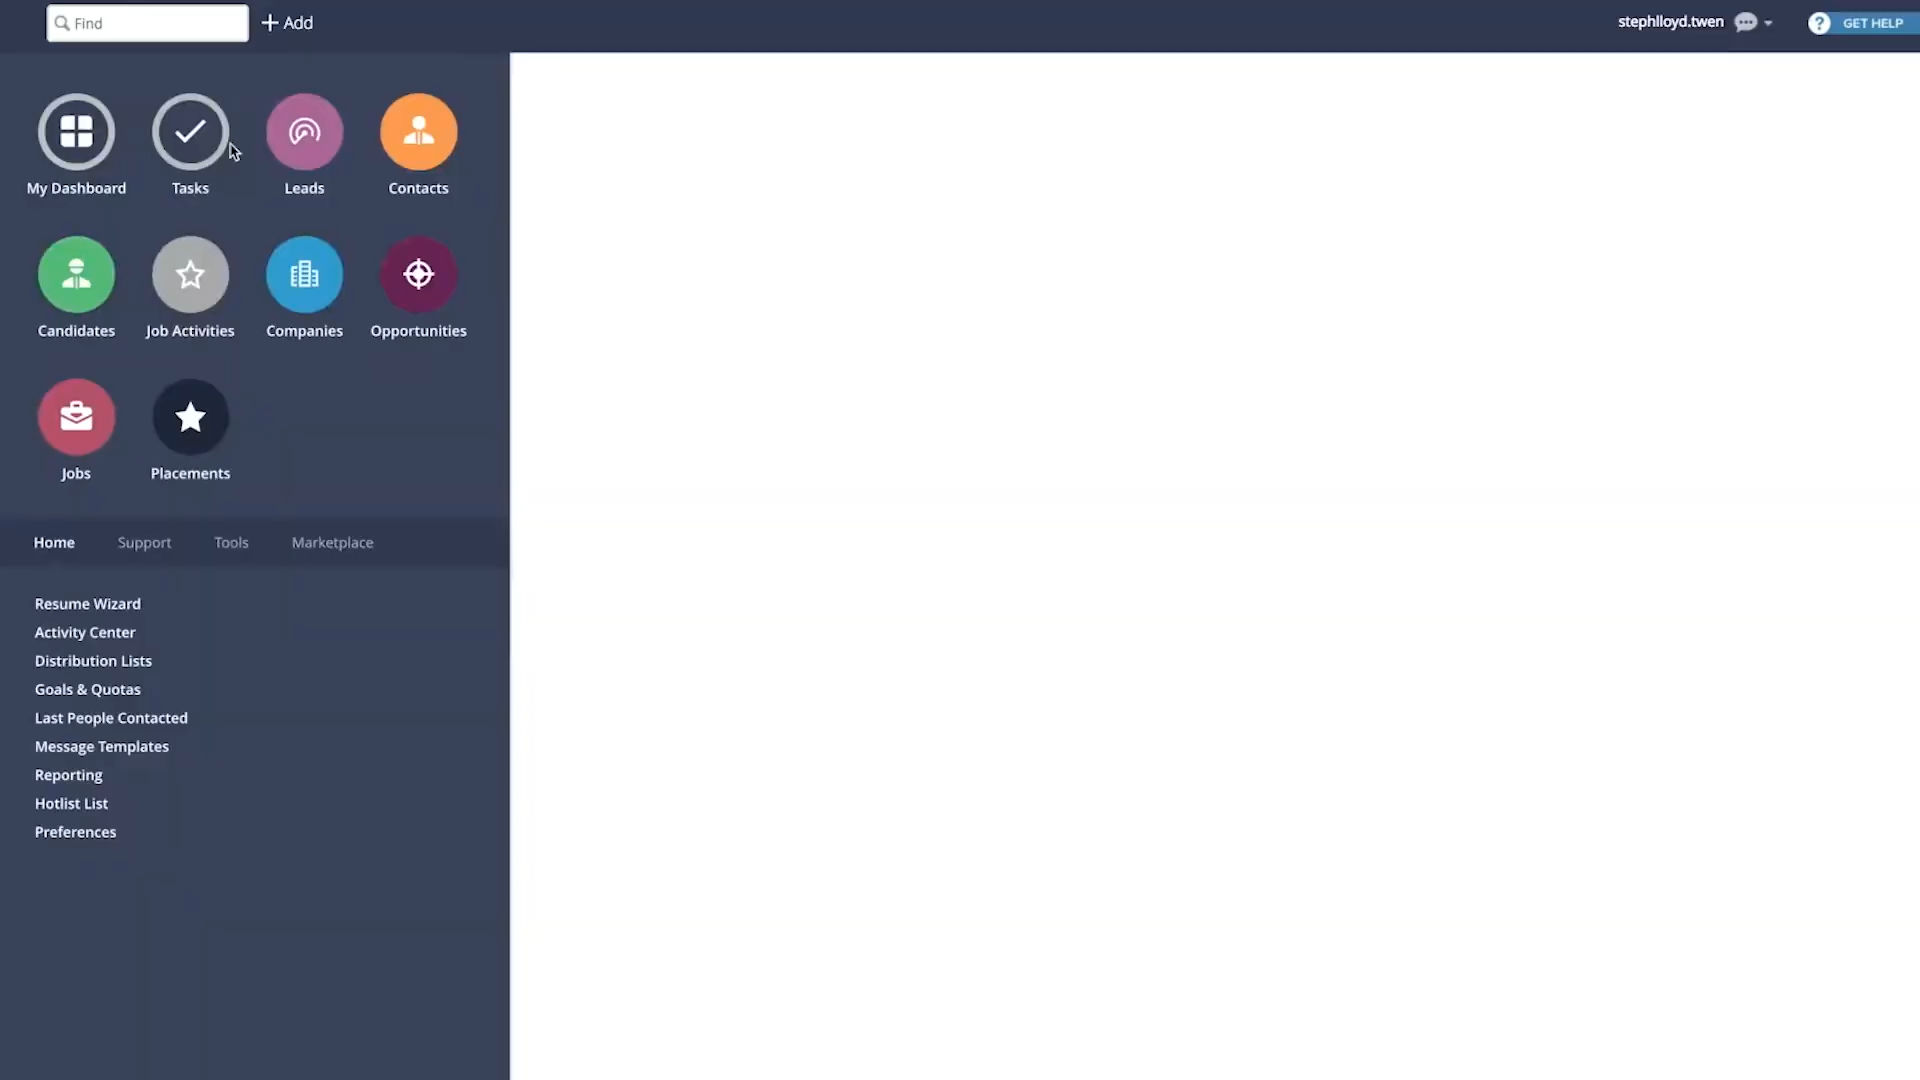 Find
+ Add
stephlloyd.twen
? GET HELP
My Dashboard
Tasks
Leads
Contacts
Candidates
Job Activities
Companies
Opportunities
Jobs
Placements
Home
Support
Tools
Marketplace
Resume Wizard
Activity Center
Distribution Lists
Goals & Quotas
Last People Contacted
Message Templates
Reporting
Hotlist List
Preferences